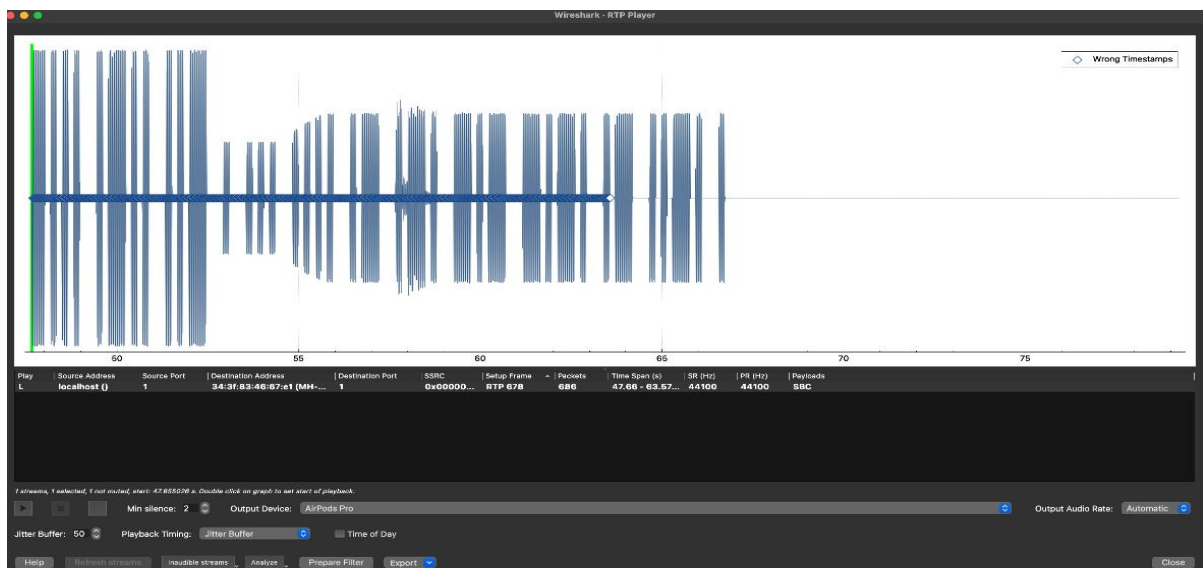 Wireshark - RTP Player
Wrong Timestamps
60 55 60 65 70 75
Play Source Address Source Port Destination Address Destination Port SSRC Setup Frame Packets Time Span (s) SR (Hz) PR (Hz) Payloads
L localhost () 1 34:3f:83:46:67:e1 (MH-... 1 0x00000... RTP 678 686 47.66 - 63.57... 44100 44100 SBC
1 streams, 1 selected, 1 not muted, start: 47.655026 s. Double click on graph to set start of playback.
Min silence: 2 Output Device: AirPods Pro Output Audio Rate: Automatic
Jitter Buffer: 50 Playback Timing: Jitter Buffer Time of Day
Help Refresh streams Inaudible streams Analyze Prepare Filter Export Close